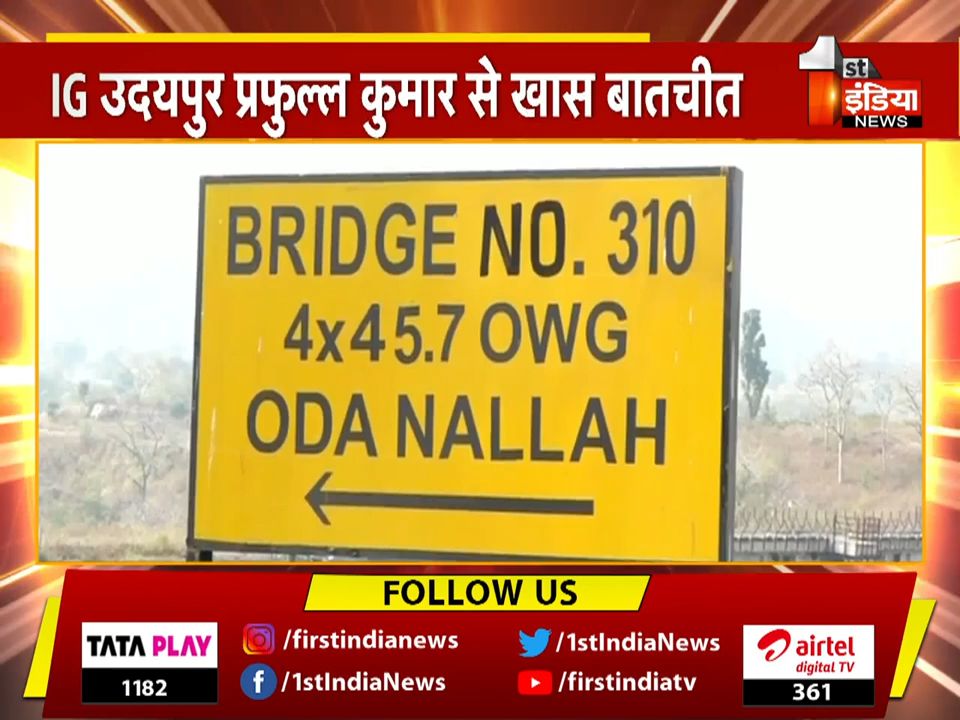 IG उदयपुर प्रफुल्ल कुमार से खास बातचीत
1st
इंडिया
NEWS
BRIDGE NO. 310
4x45.7 OWG
ODA NALLAH
FOLLOW US
TATA PLAY
1182
/firstindianews
/1stIndiaNews
/1stIndiaNews
/firstindiatv
airtel
digital TV
361